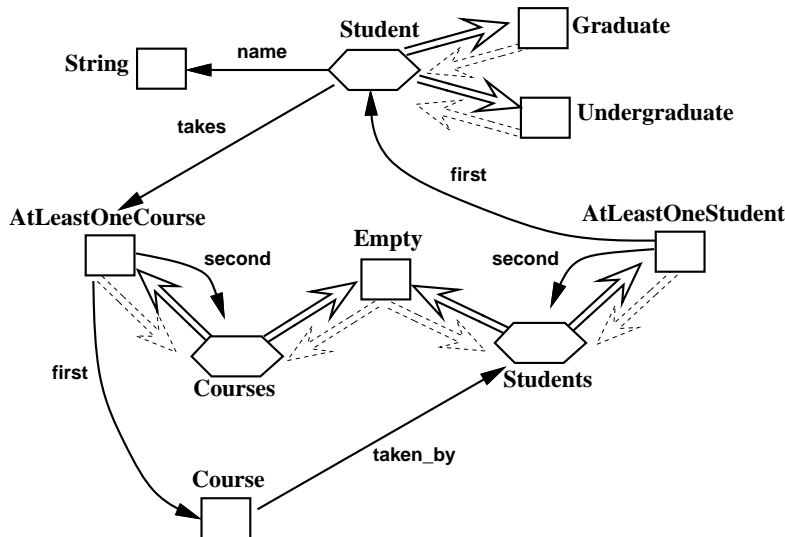 Student
Graduate
String
name
Undergraduate
takes
first
AtLeastOneCourse
AtLeastOneStudent
Empty
second
second
first
Courses
Students
taken_by
Course